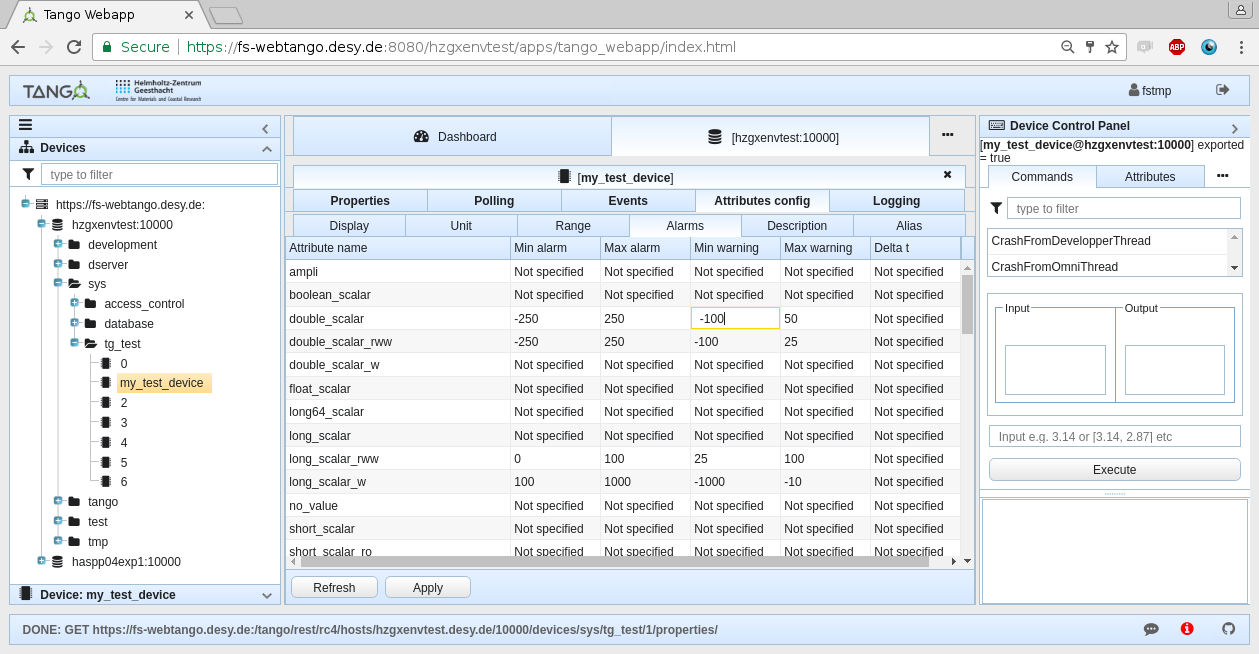 Tango Webapp
Secure https://fs-webtango.desy.de:8080/hzgxenvtest/apps/tango_webapp/index.html
ABP
TANGO
Helmholtz-Zentrum
Geesthacht
Centre for Materials and Coastal Research
fstmp
Devices
type to filter
https://fs-webtango.desy.de:
hzgxenvtest:10000
development
dserver
sys
access_control
database
tg_test
0
my_test_device
2
3
4
5
6
tango
test
tmp
haspp04exp1:10000
Device: my_test_device
Dashboard
[hzgxenvtest:10000]
[my_test_device]
Properties Polling Events Attributes config Logging
Display Unit Range Alarms Description Alias
Attribute name Min alarm Max alarm Min warning Max warning Delta t
ampli Not specified Not specified Not specified Not specified Not specified
boolean_scalar Not specified Not specified Not specified Not specified Not specified
double_scalar -250 250 -100 50 Not specified
double_scalar_rww -250 250 -100 25 Not specified
double_scalar_w Not specified Not specified Not specified Not specified Not specified
float_scalar Not specified Not specified Not specified Not specified Not specified
long64_scalar Not specified Not specified Not specified Not specified Not specified
long_scalar Not specified Not specified Not specified Not specified Not specified
long_scalar_rww 0 100 25 100 Not specified
long_scalar_w 100 1000 -1000 -10 Not specified
no_value Not specified Not specified Not specified Not specified Not specified
short_scalar Not specified Not specified Not specified Not specified Not specified
short_scalar_ro Not specified Not specified Not specified Not specified Not specified
Refresh Apply
Device Control Panel
[my_test_device@hzgxenvtest:10000] exported
= true
Commands Attributes
type to filter
CrashFromDevelopperThread
CrashFromOmniThread
Input Output
Input e.g. 3.14 or [3.14, 2.87] etc
Execute
DONE: GET https://fs-webtango.desy.de:/tango/rest/rc4/hosts/hzgxenvtest.desy.de/10000/devices/sys/tg_test/1/properties/